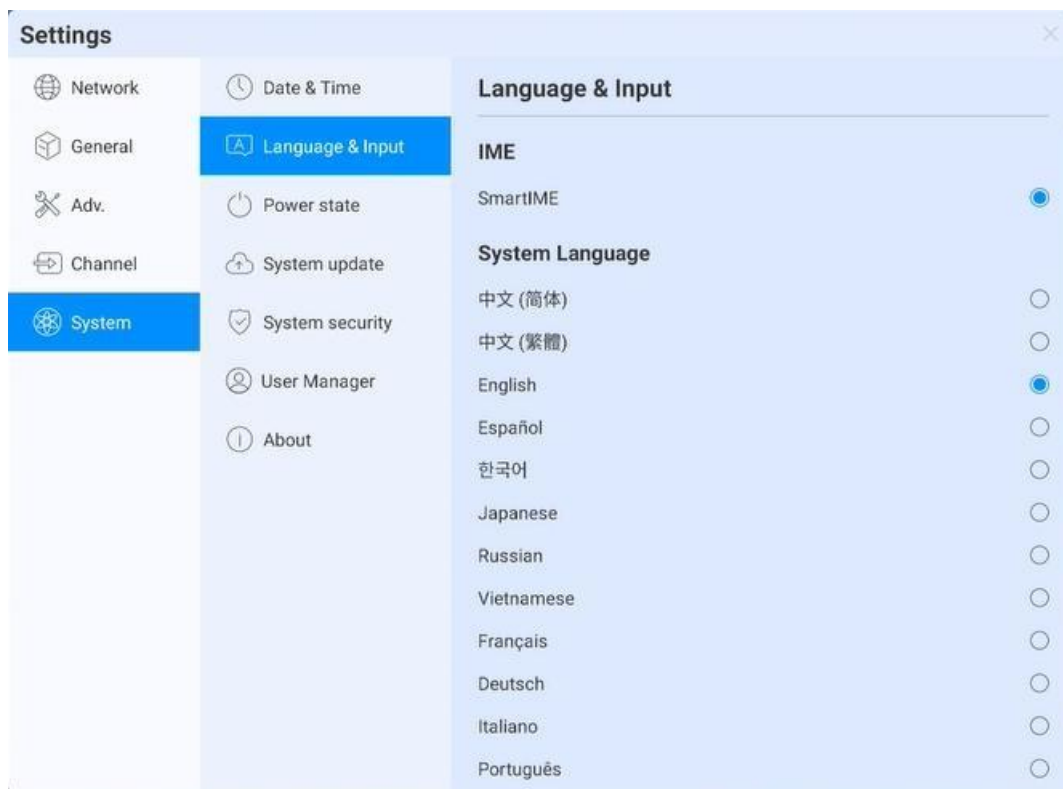 Settings
Network
General
Adv.
Channel
System
Date & Time
Language & Input
Power state
System update
System security
User Manager
About
Language & Input
IME
SmartIME
System Language
中文 (简体)
中文 (繁體)
English
Español
한국어
Japanese
Russian
Vietnamese
Français
Deutsch
Italiano
Português